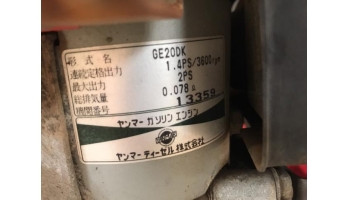 形式名 GE20DK
連続定格出力 1.4PS/3600rpm
最大出力 2PS
総排気量 0.078ℓ
機関番号 13359
ヤンマー ガソリン エンジン
ヤンマーディーゼル株式会社